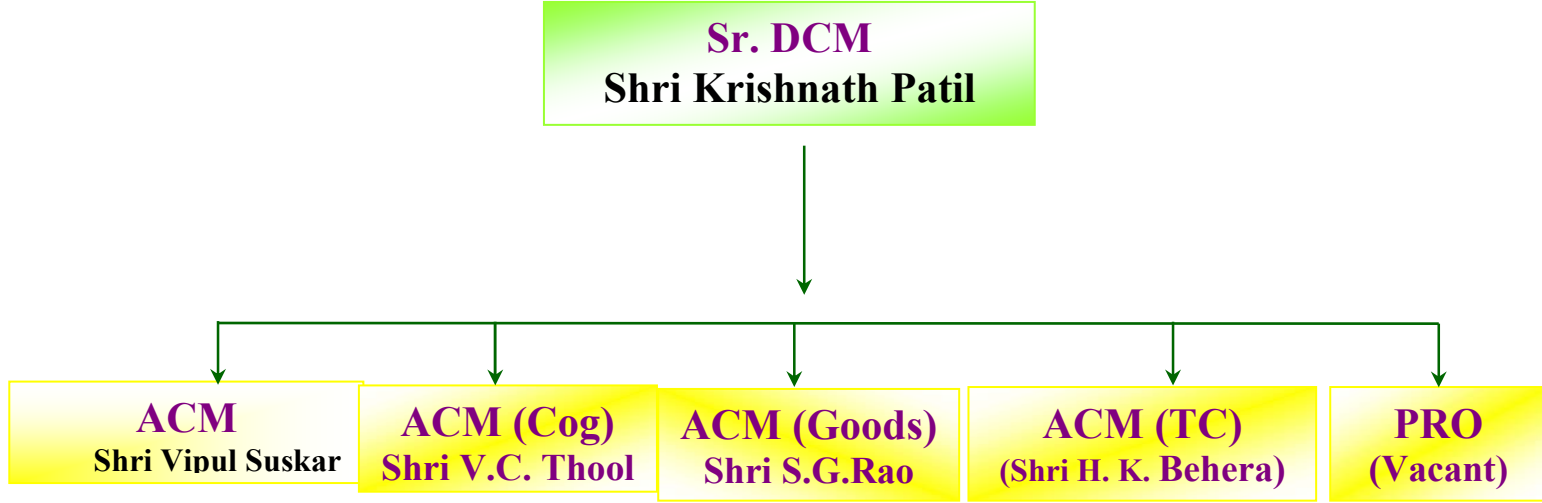 Sr. DCM
Shri Krishnath Patil
ACM
Shri Vipul Suskar
ACM (Cog)
Shri V.C. Thool
ACM (Goods)
Shri S.G.Rao
ACM (TC)
(Shri H. K. Behera)
PRO
(Vacant)